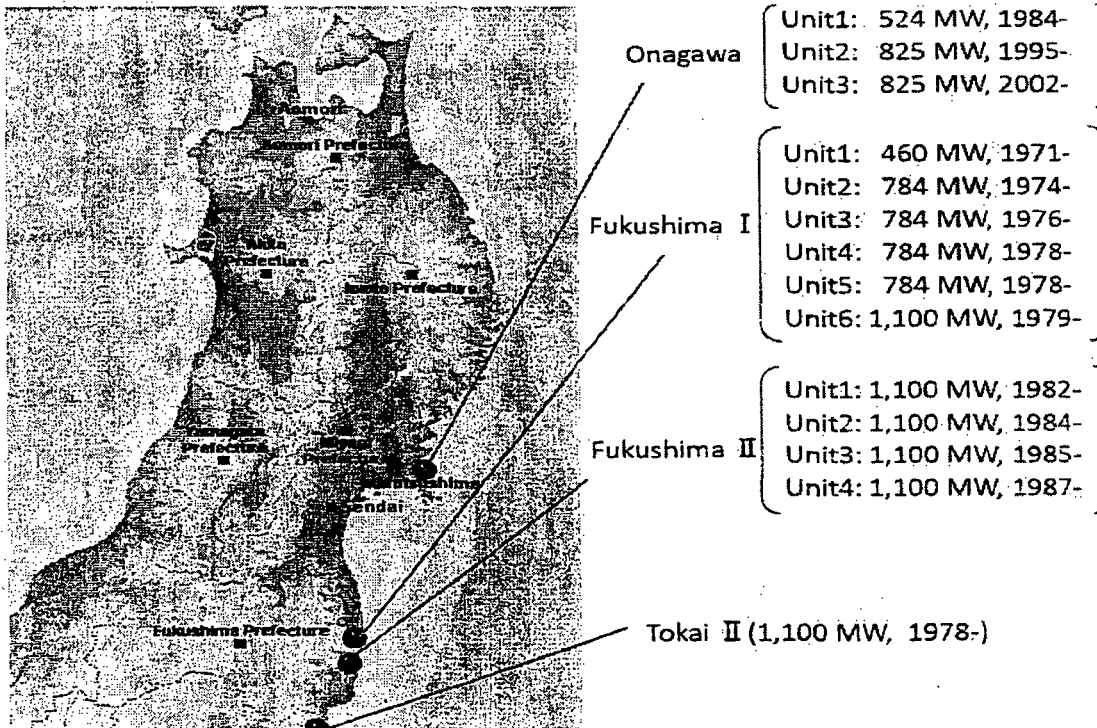 Onagawa
Unit1: 524 MW, 1984-
Unit2: 825 MW, 1995-
Unit3: 825 MW, 2002-
Fukushima I
Unit1: 460 MW, 1971-
Unit2: 784 MW, 1974-
Unit3: 784 MW, 1976-
Unit4: 784 MW, 1978-
Unit5: 784 MW, 1978-
Unit6: 1,100 MW, 1979-
Fukushima II
Unit1: 1,100 MW, 1982-
Unit2: 1,100 MW, 1984-
Unit3: 1,100 MW, 1985-
Unit4: 1,100 MW, 1987-
Tokai II (1,100 MW, 1978-)
Aomori
Aomori Prefecture
Akita
Prefecture
Iwate Prefecture
Yamagata
Prefecture
Miyagi
Prefecture
Sendai
Fukushima Prefecture